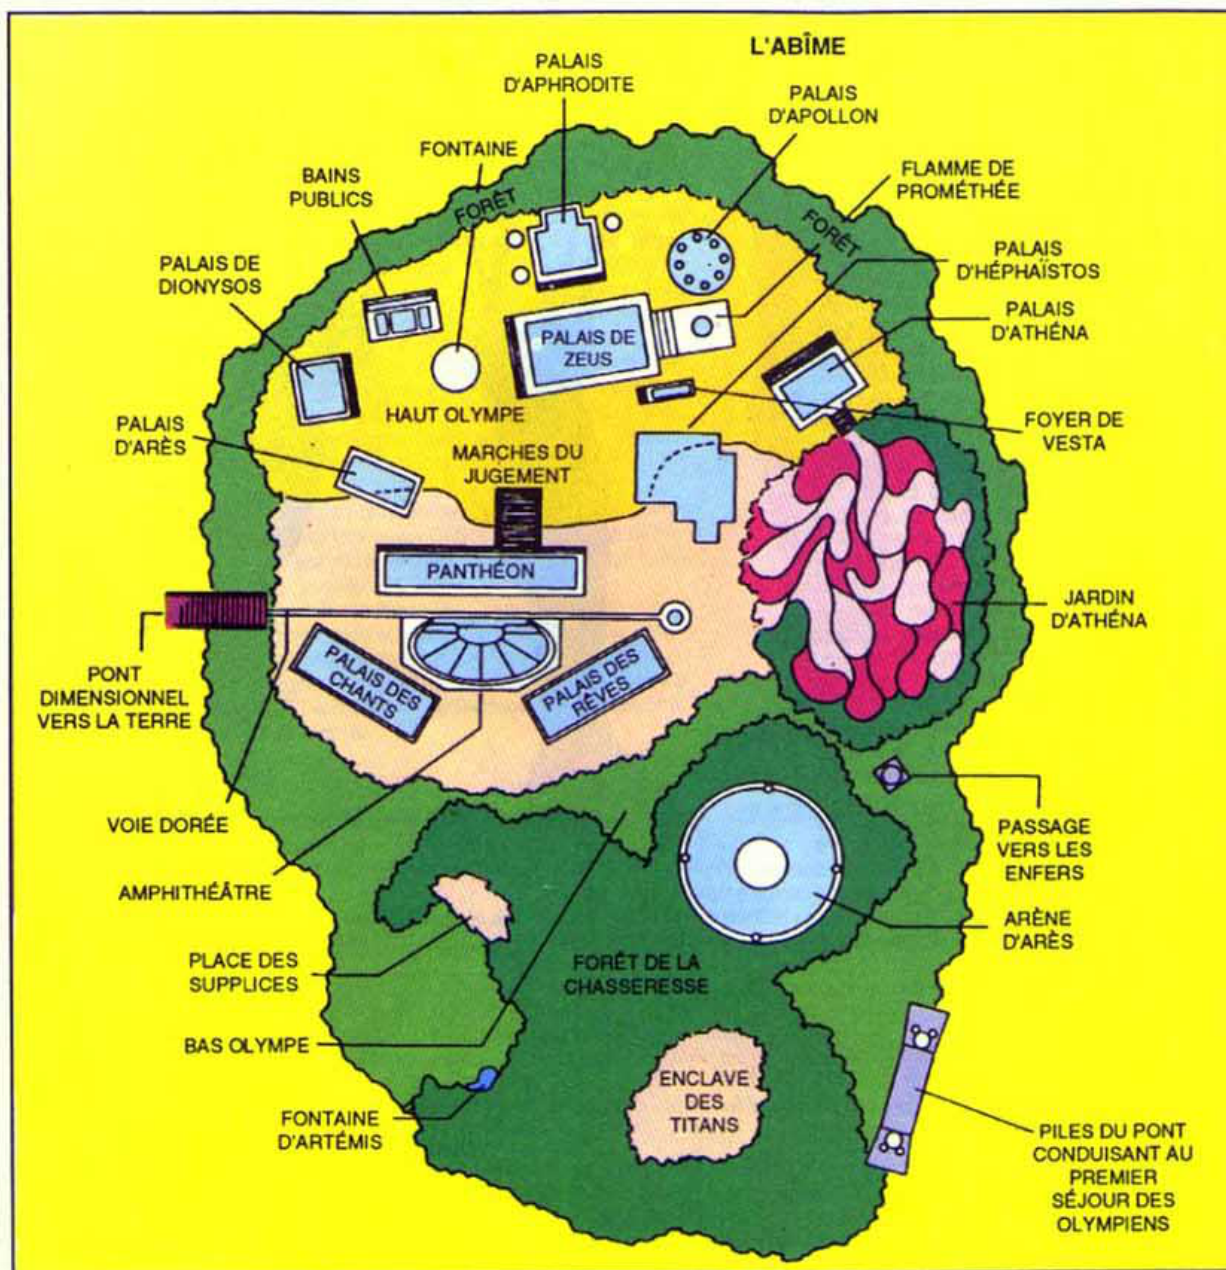 L'ABÎME
PALAIS
D'APHRODITE
PALAIS
D'APOLLON
FONTAINE
FLAMME DE
PROMÉTHÉE
BAINS
PUBLICS
FORÊT
FORÊT
PALAIS
D'HÉPHAÏSTOS
PALAIS DE
DIONYSOS
PALAIS
D'ATHÉNA
PALAIS DE
ZEUS
HAUT OLYMPE
FOYER DE
VESTA
PALAIS
D'ARÈS
MARCHES DU
JUGEMENT
PANTHÉON
JARDIN
D'ATHÉNA
PONT
DIMENSIONNEL
VERS LA TERRE
PALAIS DES
CHANTS
PALAIS DES
RÊVES
VOIE DORÉE
PASSAGE
VERS LES
ENFERS
AMPHITHÉÂTRE
ARÈNE
D'ARÈS
PLACE DES
SUPPLICES
FORÊT DE LA
CHASSERESSE
BAS OLYMPE
ENCLAVE
DES
TITANS
FONTAINE
D'ARTÉMIS
PILES DU PONT
CONDUISANT AU
PREMIER
SÉJOUR DES
OLYMPIENS